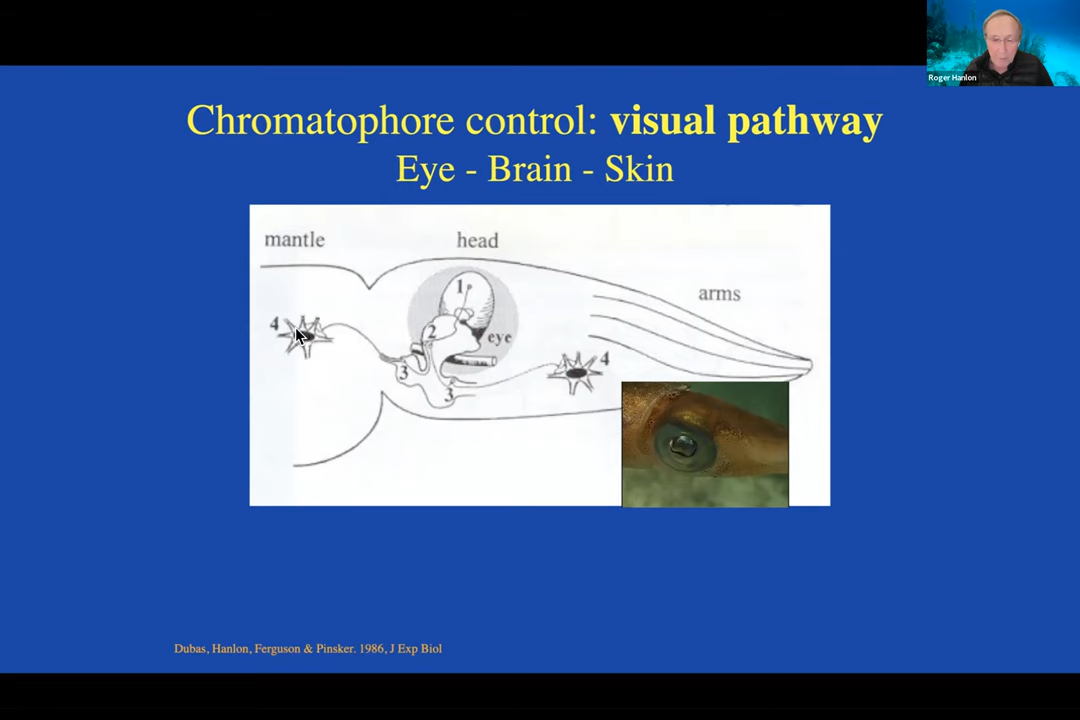 Roger Hanlon
Chromatophore control: visual pathway
Eye - Brain - Skin
mantle
head
arms
1
4
2
eye
3
4
3
Dubas, Hanlon, Ferguson & Pinsker. 1986, J Exp Biol